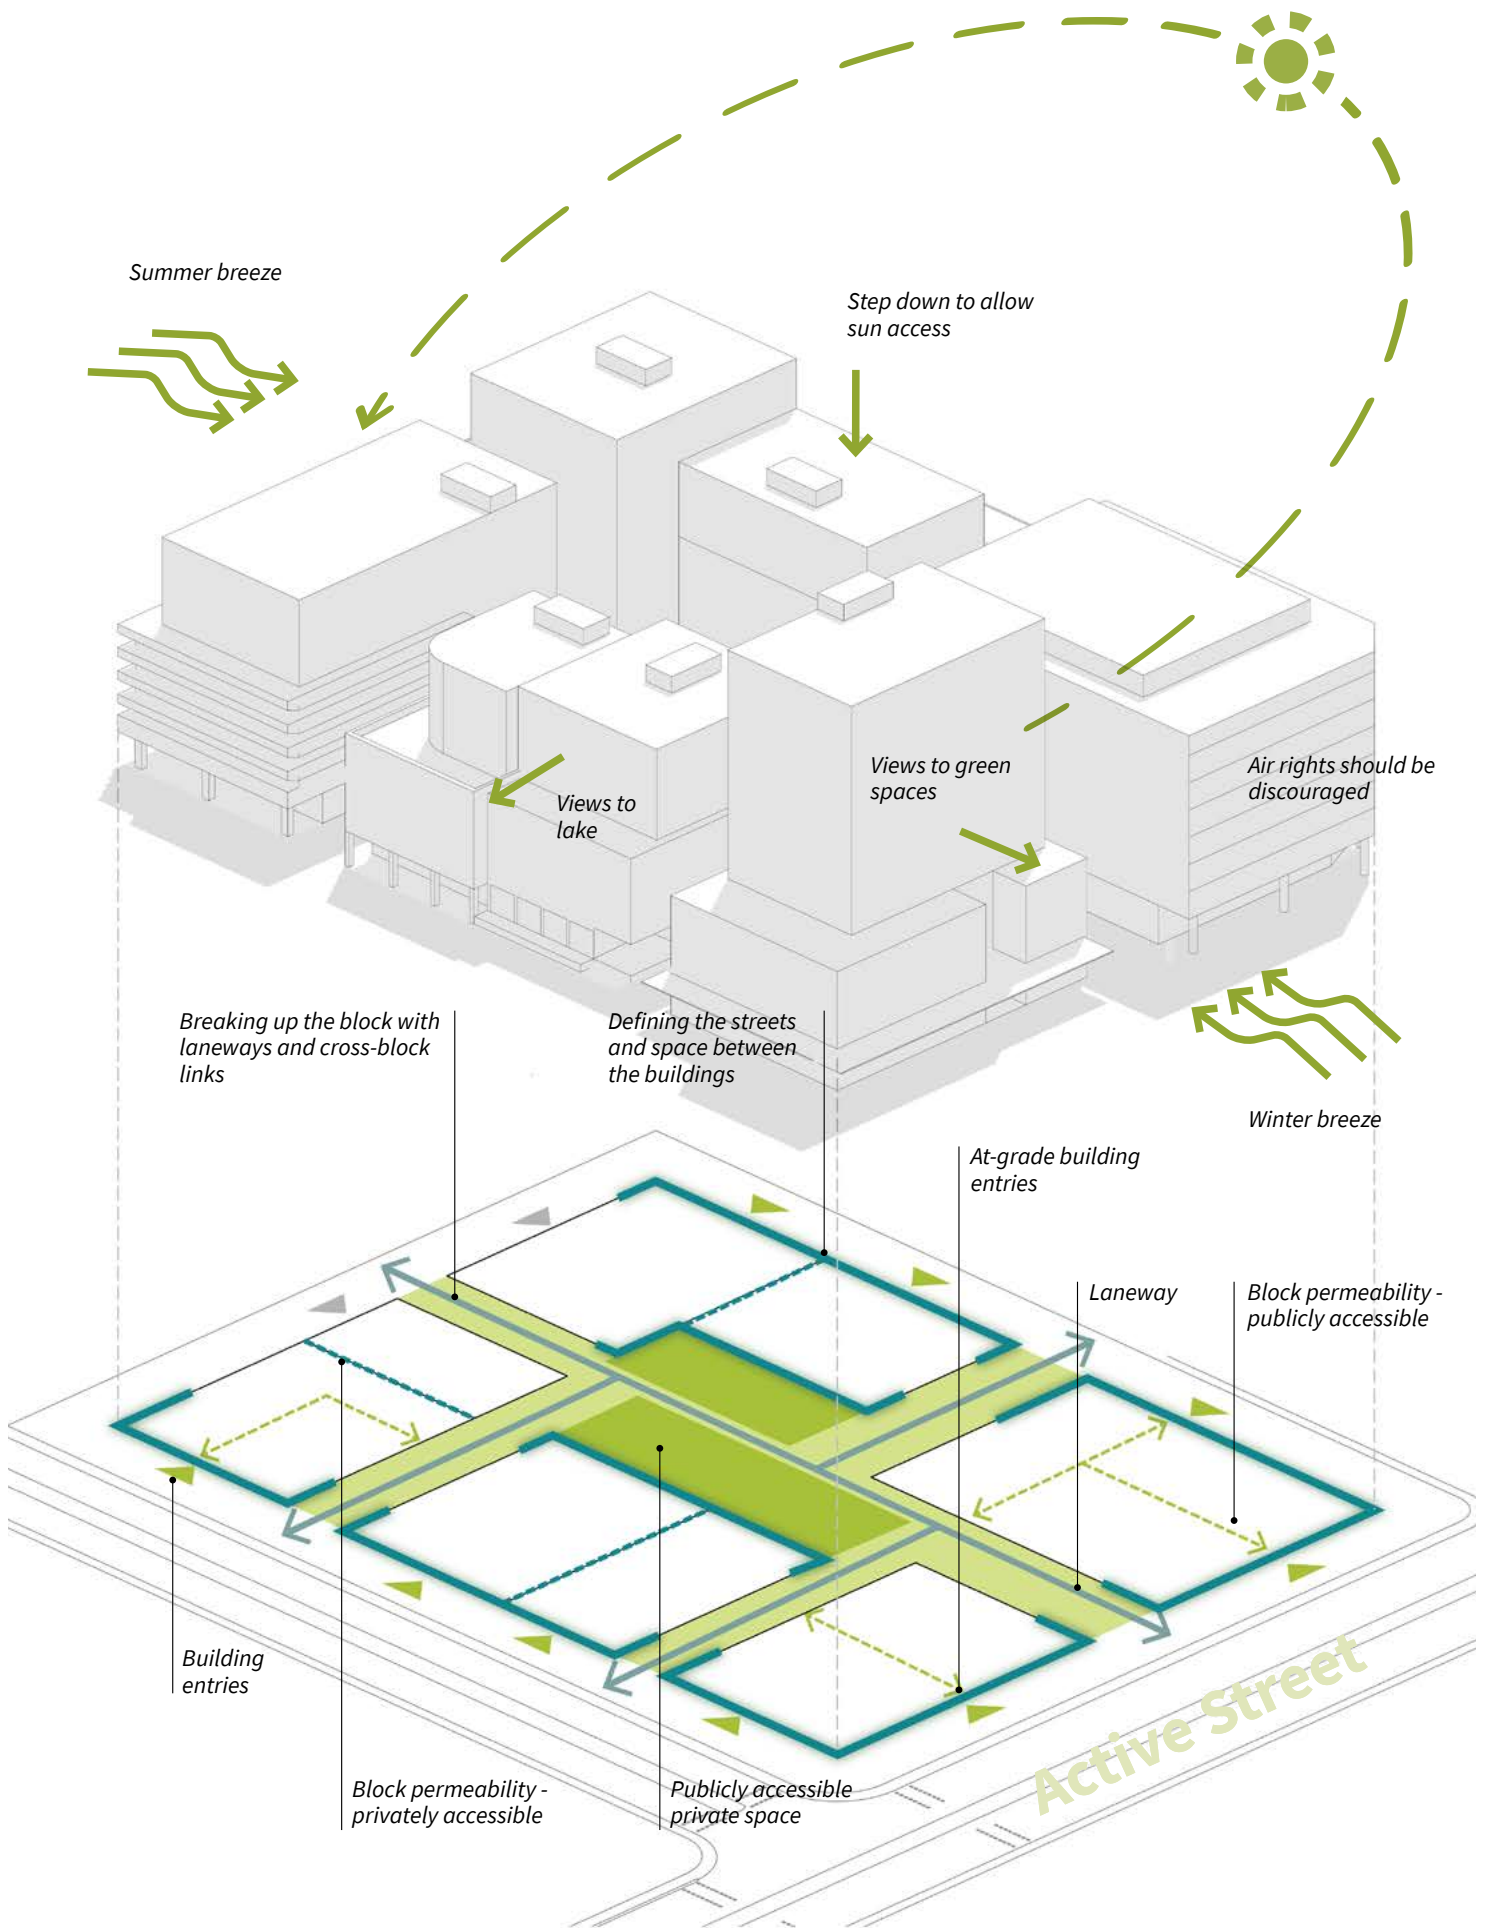 Summer breeze
Step down to allow
sun access
Views to green
spaces
Air rights should be
discouraged
Views to
lake
Breaking up the block with
laneways and cross-block
links
Defining the streets
and space between
the buildings
Winter breeze
At-grade building
entries
Laneway
Block permeability -
publicly accessible
Building
entries
Active Street
Block permeability -
privately accessible
Publicly accessible
private space